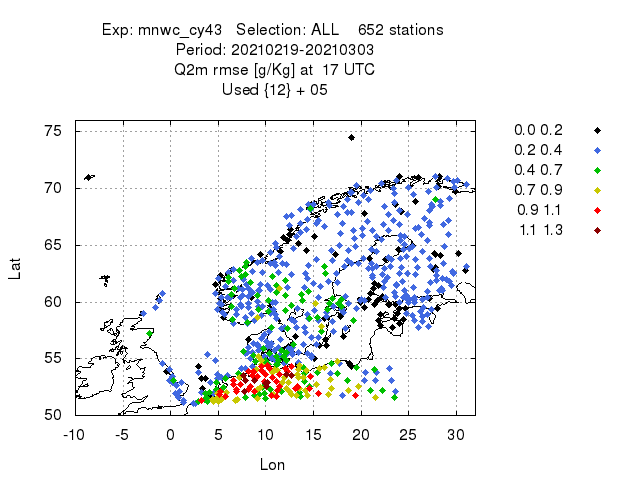 Exp: mnwc_cy43 Selection: ALL 652 stations
Period: 20210219-20210303
Q2m rmse [g/Kg] at 17 UTC
Used {12} + 05
75
70
65
60
55
50
-10 -5 0 5 10 15 20 25 30
Lat
Lon
0.0 0.2
0.2 0.4
0.4 0.7
0.7 0.9
0.9 1.1
1.1 1.3